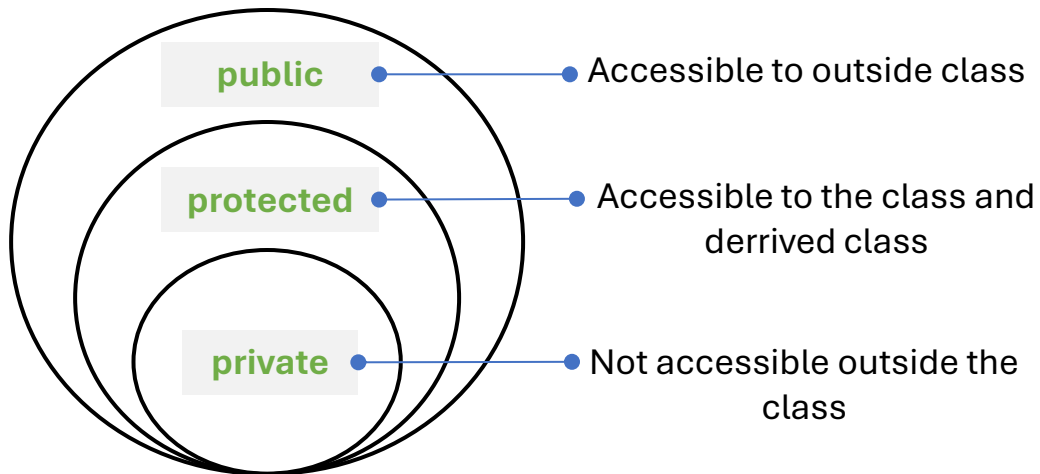 public
Accessible to outside class
protected
Accessible to the class and
derrived class
private
Not accessible outside the
class